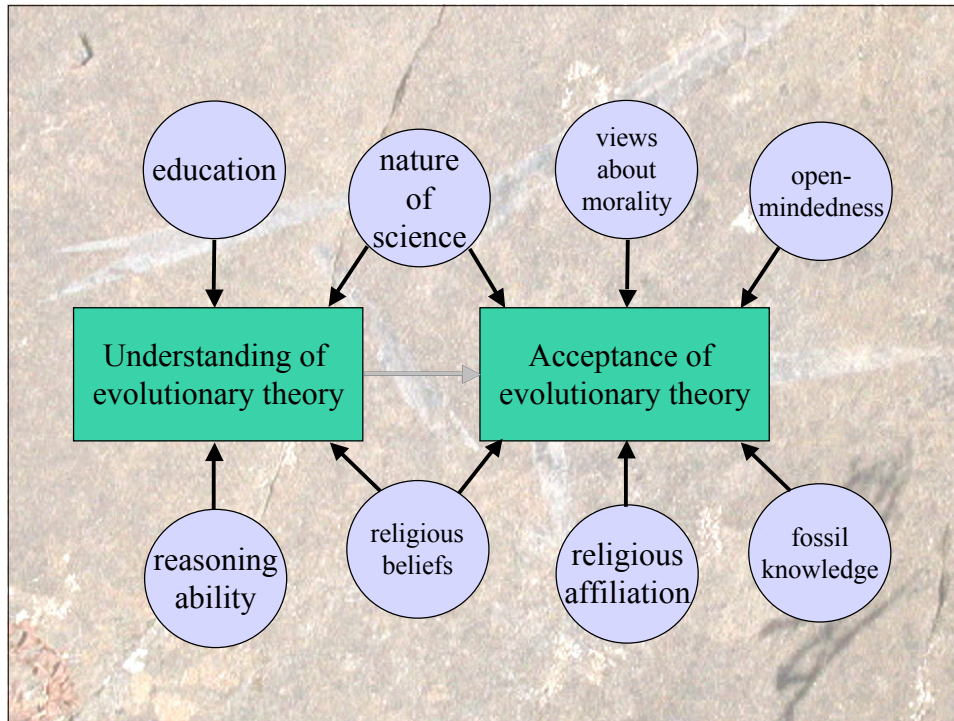 education
nature
of
science
views
about
morality
open-
mindedness
Understanding of
evolutionary theory
Acceptance of
evolutionary theory
reasoning
ability
religious
beliefs
religious
affiliation
fossil
knowledge